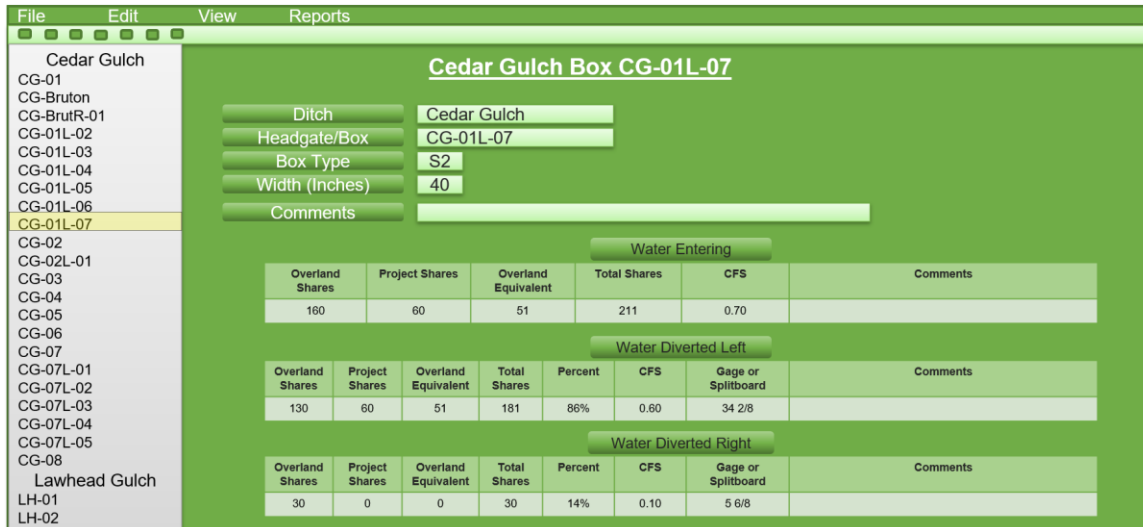 File Edit View Reports
Cedar Gulch
CG-01
CG-Bruton
CG-BrutR-01
CG-01L-02
CG-01L-03
CG-01L-04
CG-01L-05
CG-01L-06
CG-01L-07
CG-02
CG-02L-01
CG-03
CG-04
CG-05
CG-06
CG-07
CG-07L-01
CG-07L-02
CG-07L-03
CG-07L-04
CG-07L-05
CG-08
Lawhead Gulch
LH-01
LH-02
Cedar Gulch Box CG-01L-07
Ditch Cedar Gulch
Headgate/Box CG-01L-07
Box Type S2
Width (Inches) 40
Comments
Water Entering
Overland Shares Project Shares Overland Equivalent Total Shares CFS Comments
160 60 51 211 0.70
Water Diverted Left
Overland Shares Project Shares Overland Equivalent Total Shares Percent CFS Gage or Splitboard Comments
130 60 51 181 86% 0.60 34 2/8
Water Diverted Right
Overland Shares Project Shares Overland Equivalent Total Shares Percent CFS Gage or Splitboard Comments
30 0 0 30 14% 0.10 5 6/8